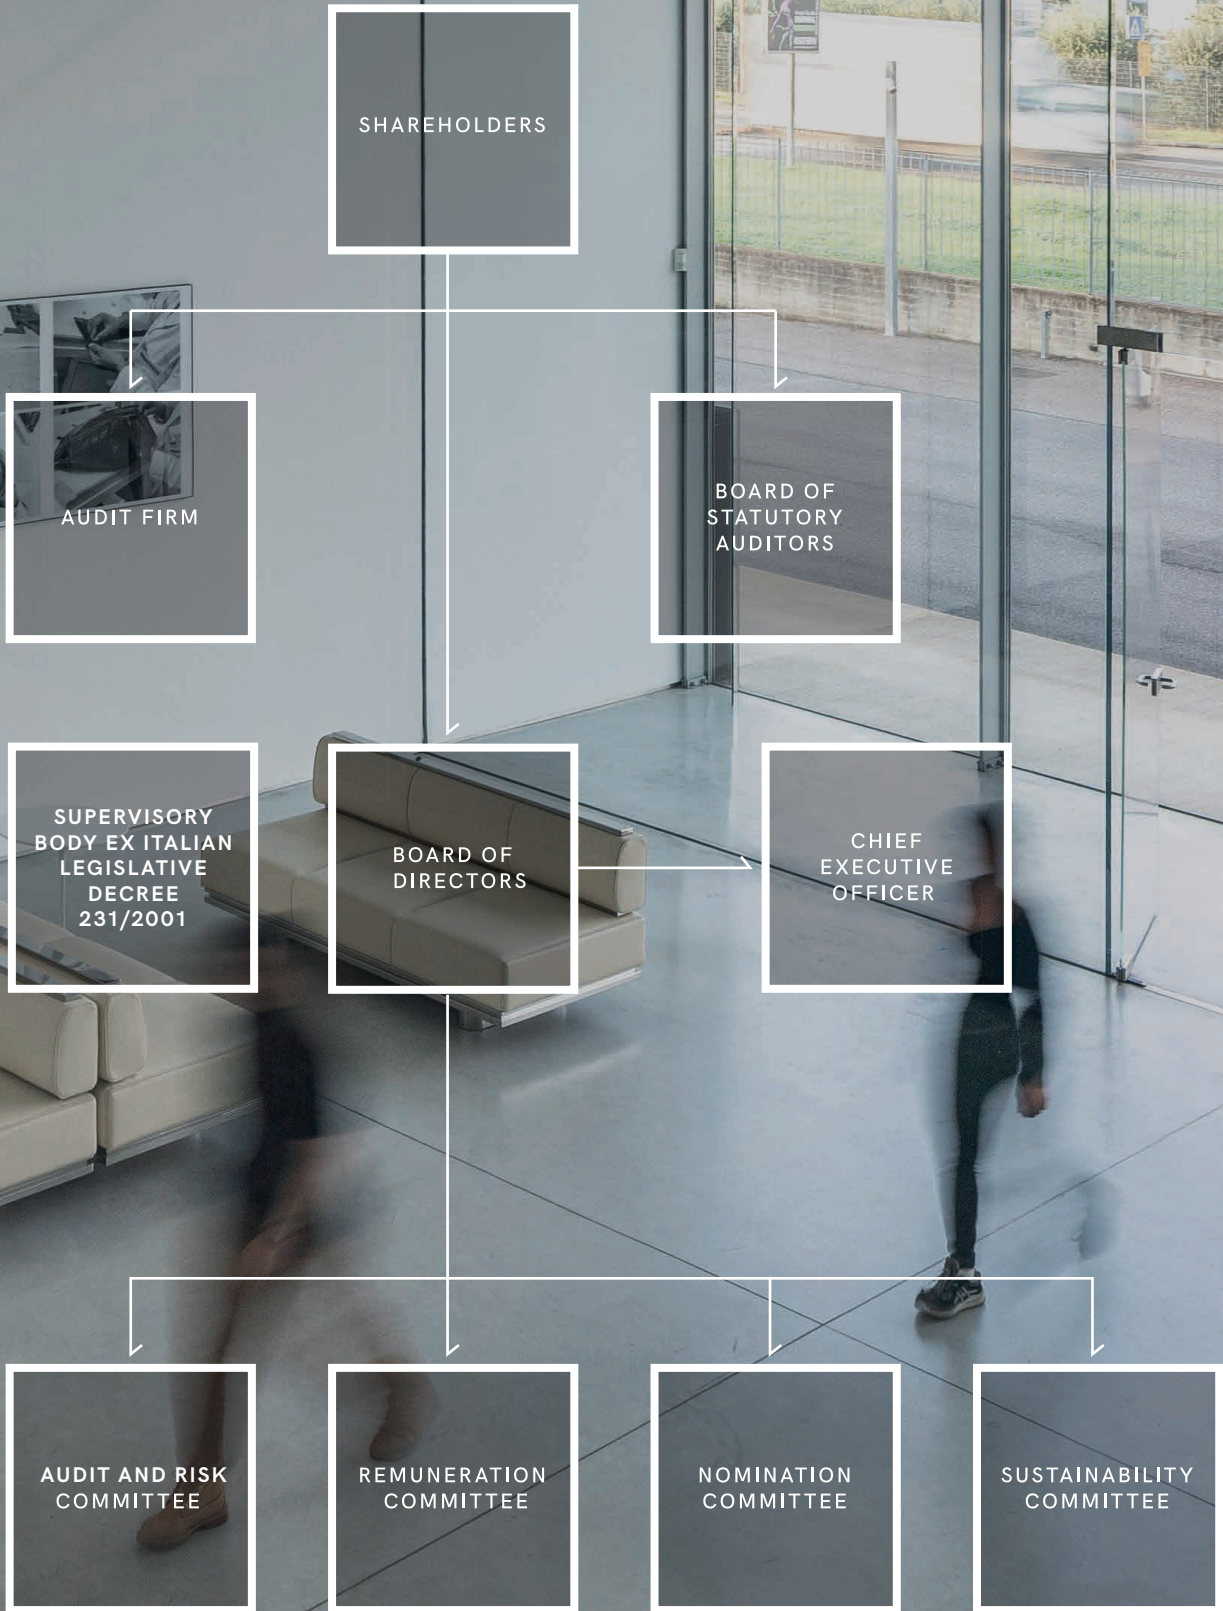 SHAREHOLDERS
AUDIT FIRM
BOARD OF
STATUTORY
AUDITORS
SUPERVISORY
BODY EX ITALIAN
LEGISLATIVE
DECREE
231/2001
BOARD OF
DIRECTORS
CHIEF
EXECUTIVE
OFFICER
AUDIT AND RISK
COMMITTEE
REMUNERATION
COMMITTEE
NOMINATION
COMMITTEE
SUSTAINABILITY
COMMITTEE